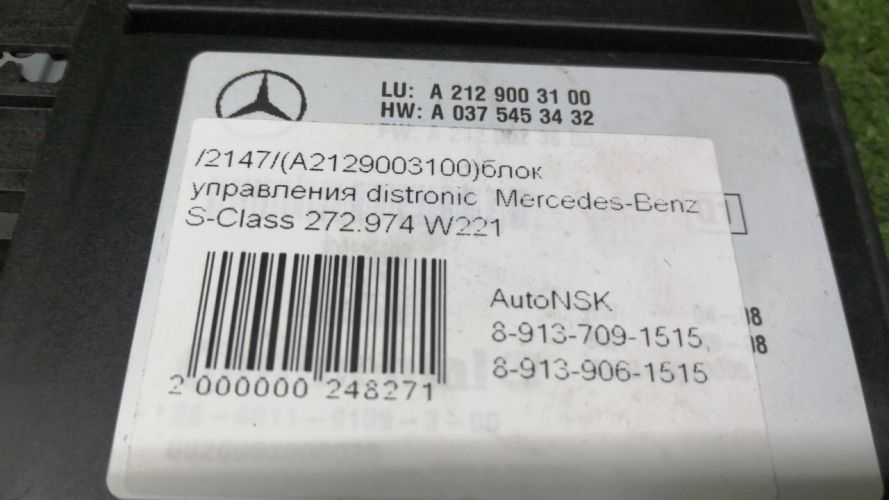 LU: A 212 900 31 00
HW: A 037 545 34 32
/2147/(A2129003100)блок
управления distronic Mercedes-Benz
S-Class 272.974 W221
AutoNSK
8-913-709-1515,
8-913-906-1515
2 000000 248271